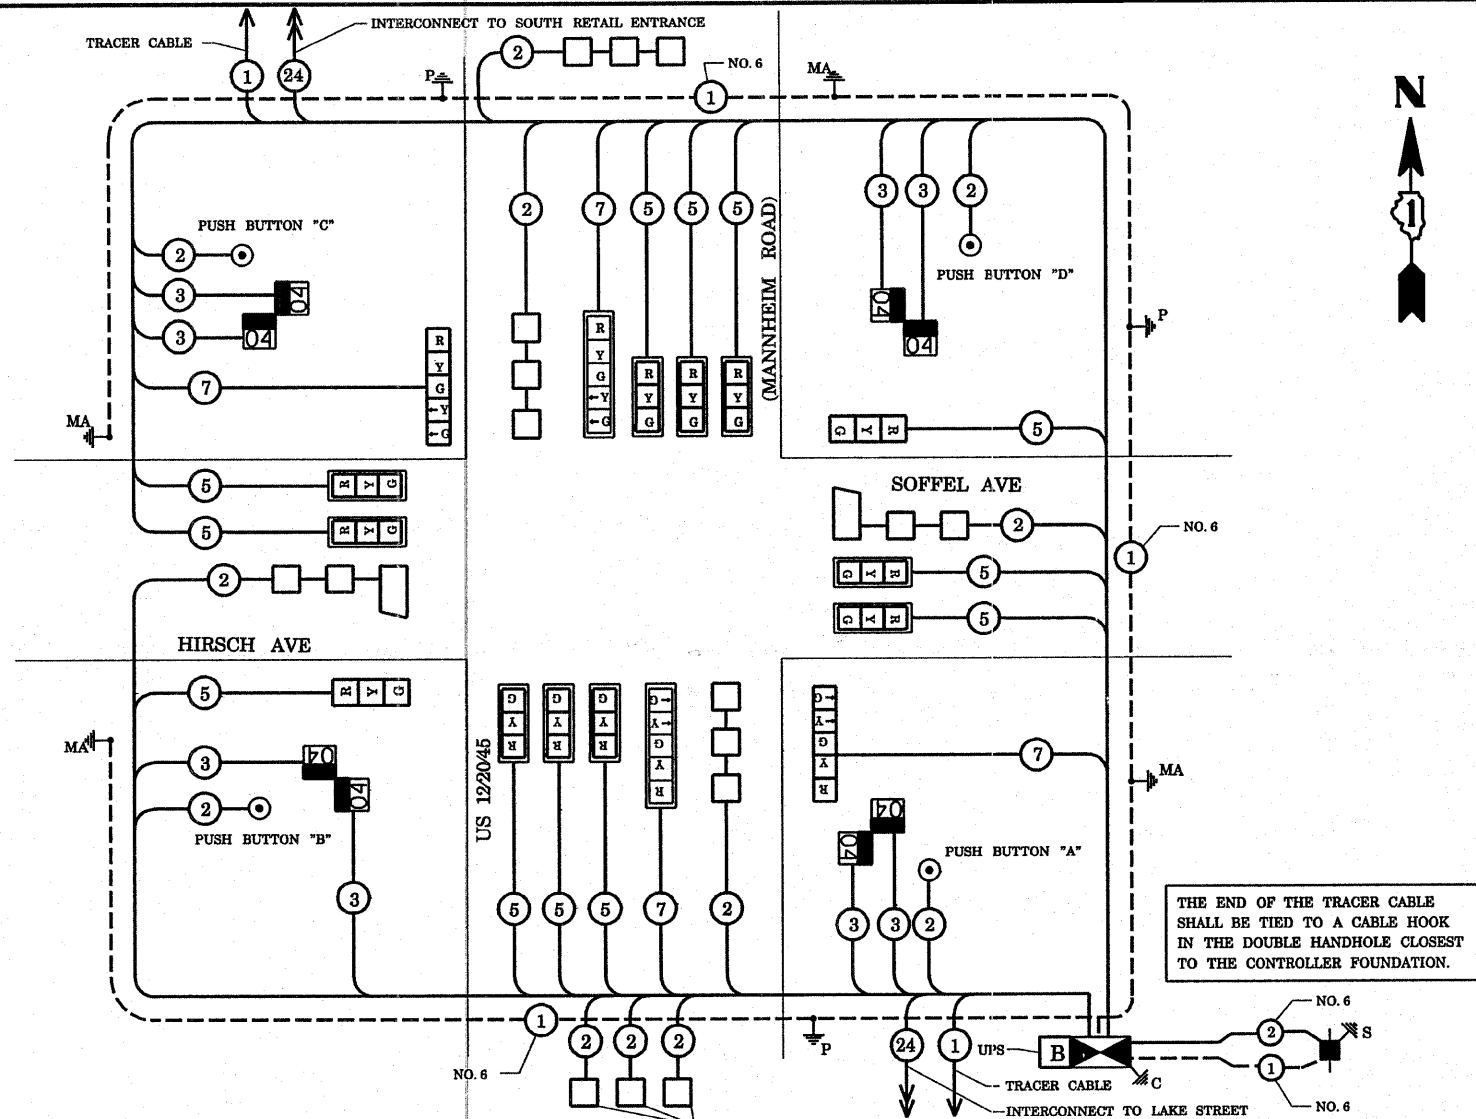 INTERCONNECT TO SOUTH RETAIL ENTRANCE
TRACER CABLE
2
NO. 6
MA
N
1
24
P
1
1
3
3
2
2
7
5
5
5
PUSH BUTTON "C"
2
PUSH BUTTON "D"
(MANNHEIM ROAD)
3
04
04
3
04
04
P
R
Y
G
←Y
←G
R
Y
G
R
Y
G
R
Y
G
7
R
Y
G
←Y
←G
MA
R Y G
5
5
R Y G
SOFFEL AVE
2
NO. 6
5
R Y G
1
2
R Y G
5
HIRSCH AVE
R Y G
5
5
R Y G
G
Y
R
G
Y
R
G
Y
R
←G
←Y
G
Y
R
←G
←Y
G
Y
R
7
MA
3
04
04
MA
2
PUSH BUTTON "B"
US 12/20/45
04
04
PUSH BUTTON "A"
3
5
5
5
7
2
3
3
2
THE END OF THE TRACER CABLE
SHALL BE TIED TO A CABLE HOOK
IN THE DOUBLE HANDHOLE CLOSEST
TO THE CONTROLLER FOUNDATION.
1
NO. 6
2
2
2
P
24
1
UPS
B
C
2
NO. 6
S
1
NO. 6
TRACER CABLE
INTERCONNECT TO LAKE STREET